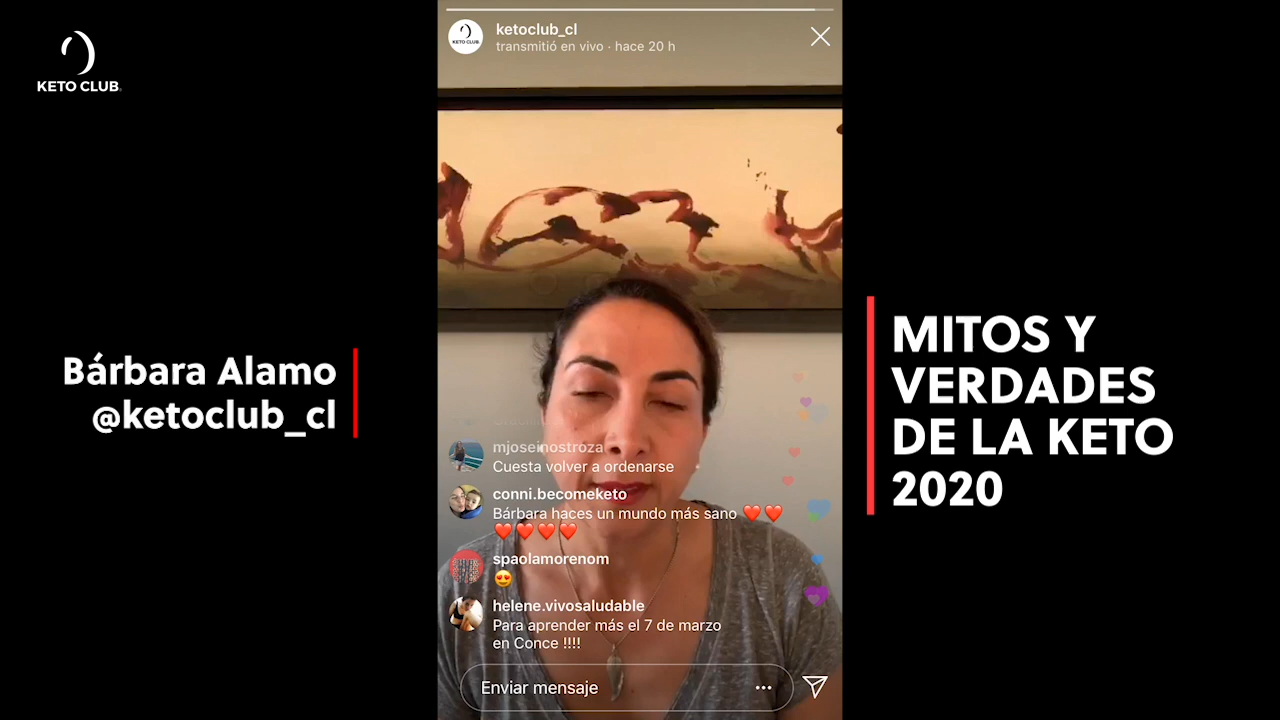 KETO CLUB
Bárbara Alamo
@ketoclub_cl
KETO CLUB
ketoclub_cl
transmitió en vivo · hace 20 h
mjoseinostroza
Cuesta volver a ordenarse
conni.becomeketo
Bárbara haces un mundo más sano ❤️❤️
❤️❤️❤️❤️
spaolamorenom
😍
helene.vivosaludable
Para aprender más el 7 de marzo
en Conce !!!!
Enviar mensaje
MITOS Y
VERDADES
DE LA KETO
2020